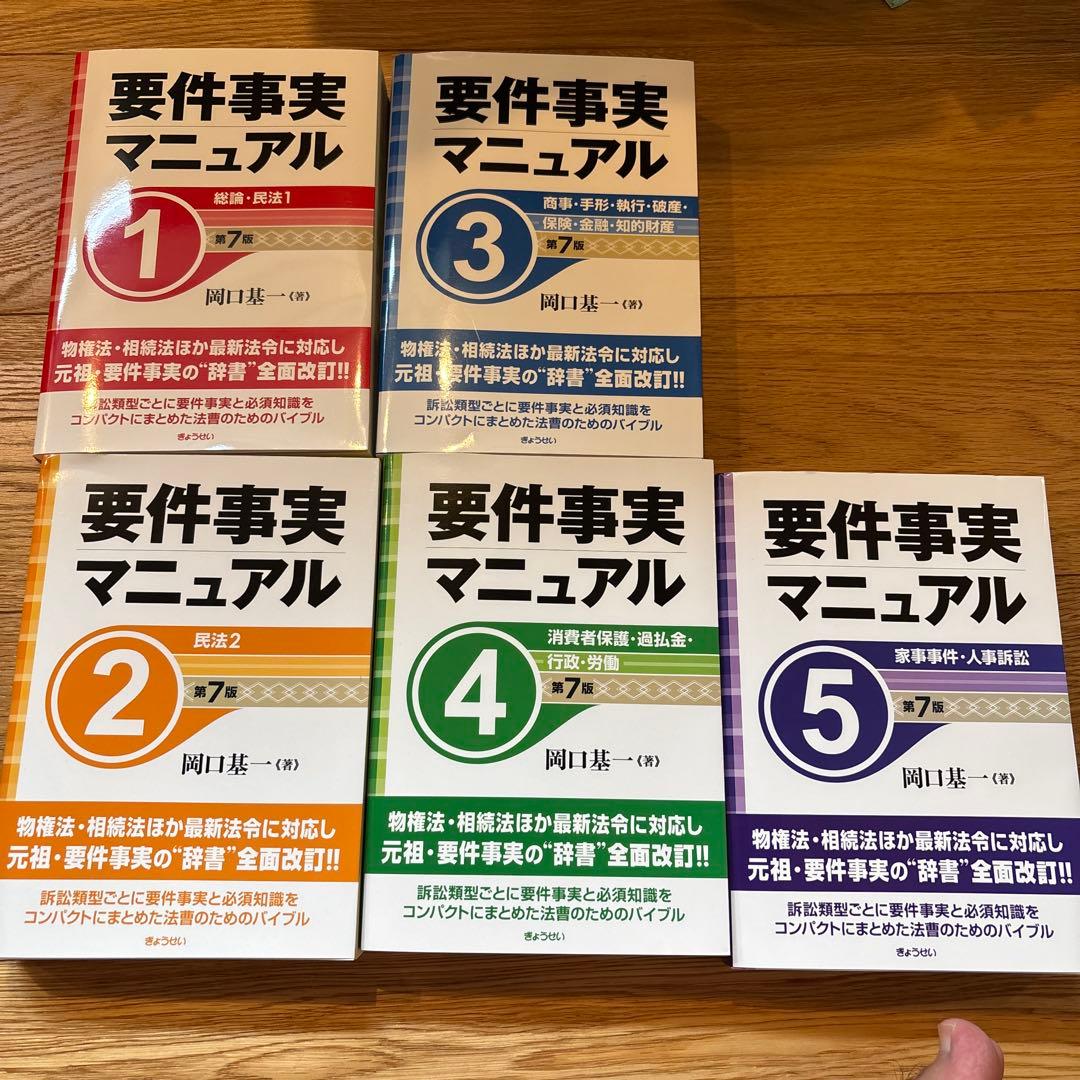 要件事実
マニュアル
1
総論・民法1
第7版
岡口基一《著》
物権法・相続法ほか最新法令に対応し
元祖・要件事実の“辞書”全面改訂!!
訴訟類型ごとに要件事実と必須知識を
コンパクトにまとめた法曹のためのバイブル
ぎょうせい
要件事実
マニュアル
3
商事・手形・執行・破産・
保険・金融・知的財産
第7版
岡口基一《著》
物権法・相続法ほか最新法令に対応し
元祖・要件事実の“辞書”全面改訂!!
訴訟類型ごとに要件事実と必須知識を
コンパクトにまとめた法曹のためのバイブル
ぎょうせい
要件事実
マニュアル
2
民法2
第7版
岡口基一《著》
物権法・相続法ほか最新法令に対応し
元祖・要件事実の“辞書”全面改訂!!
訴訟類型ごとに要件事実と必須知識を
コンパクトにまとめた法曹のためのバイブル
ぎょうせい
要件事実
マニュアル
4
消費者保護・過払金・
行政・労働
第7版
岡口基一《著》
物権法・相続法ほか最新法令に対応し
元祖・要件事実の“辞書”全面改訂!!
訴訟類型ごとに要件事実と必須知識を
コンパクトにまとめた法曹のためのバイブル
ぎょうせい
要件事実
マニュアル
5
家事事件・人事訴訟
第7版
岡口基一《著》
物権法・相続法ほか最新法令に対応し
元祖・要件事実の“辞書”全面改訂!!
訴訟類型ごとに要件事実と必須知識を
コンパクトにまとめた法曹のためのバイブル
ぎょうせい